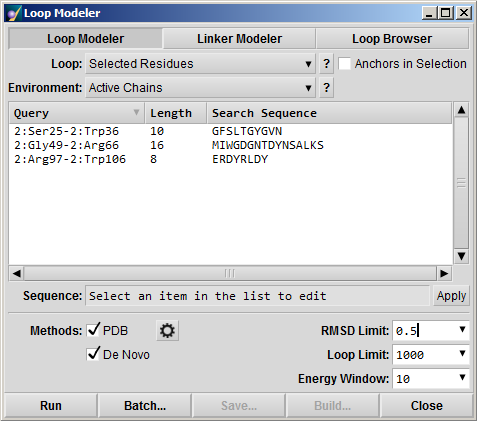 Loop Modeler
Loop Modeler Linker Modeler Loop Browser
Loop: Selected Residues ? Anchors in Selection
Environment: Active Chains ?
Query Length Search Sequence
2:Ser25-2:Trp36 10 GFSLTGYGVN
2:Gly49-2:Arg66 16 MIWGDGNTDYNSALKS
2:Arg97-2:Trp106 8 ERDYRLDY
Sequence: Select an item in the list to edit Apply
Methods: PDB RMSD Limit: 0.5
De Novo Loop Limit: 1000
Energy Window: 10
Run Batch... Save... Build... Close